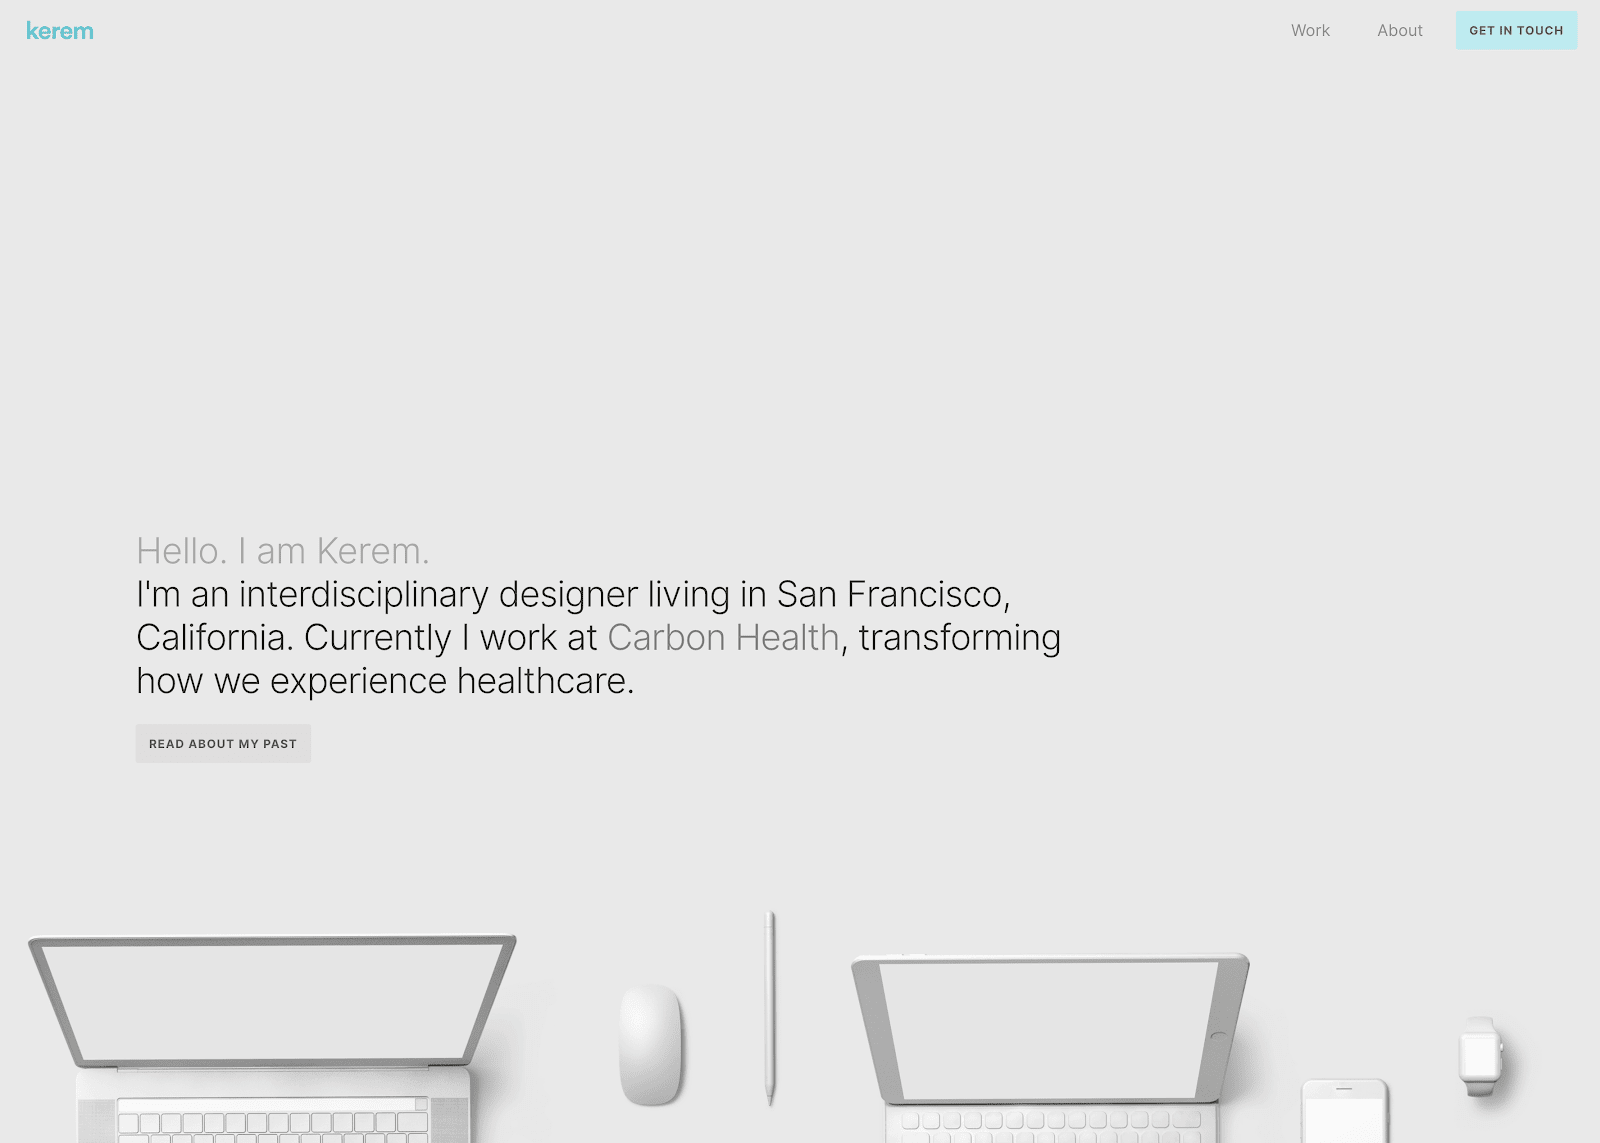 kerem
Work
About
GET IN TOUCH
Hello. I am Kerem.
I'm an interdisciplinary designer living in San Francisco,
California. Currently I work at Carbon Health, transforming
how we experience healthcare.
READ ABOUT MY PAST